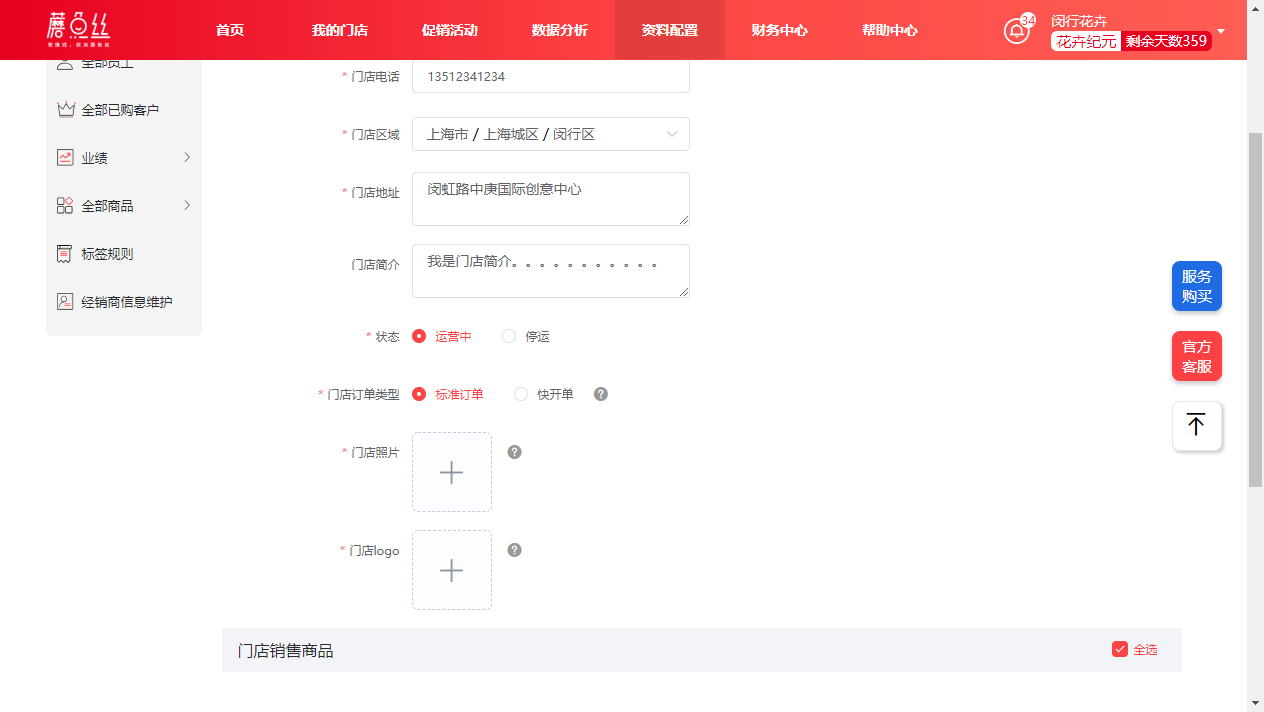 蘑点丝
首页
我的门店
促销活动
数据分析
资料配置
财务中心
帮助中心
34
闵行花卉
花卉纪元 剩余天数359
全部员工
全部已购客户
业绩
全部商品
标签规则
经销商信息维护
* 门店电话 13512341234
* 门店区域 上海市 / 上海城区 / 闵行区
* 门店地址 闵虹路中庚国际创意中心
门店简介 我是门店简介。。。。。。。。。。。
* 状态 运营中 停运
* 门店订单类型 标准订单 快开单 ?
* 门店照片 ?
* 门店logo ?
门店销售商品 全选
服务
购买
官方
客服